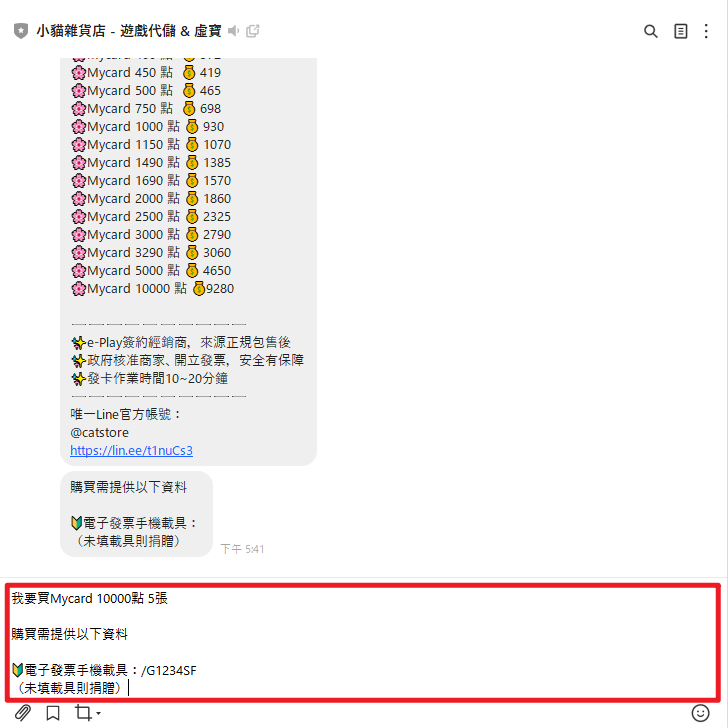 小貓雜貨店 - 遊戲代儲 & 虛寶
🌸Mycard 450 點 💰 419
🌸Mycard 500 點 💰 465
🌸Mycard 750 點 💰 698
🌸Mycard 1000 點 💰 930
🌸Mycard 1150 點 💰 1070
🌸Mycard 1490 點 💰 1385
🌸Mycard 1690 點 💰 1570
🌸Mycard 2000 點 💰 1860
🌸Mycard 2500 點 💰 2325
🌸Mycard 3000 點 💰 2790
🌸Mycard 3290 點 💰 3060
🌸Mycard 5000 點 💰 4650
🌸Mycard 10000 點 💰9280
——————————
✨e-Play簽約經銷商，來源正規包售後
✨政府核准商家、開立發票，安全有保障
✨發卡作業時間10~20分鐘
——————————
唯一Line官方帳號：
@catstore
https://lin.ee/t1nuCs3
購買需提供以下資料
🔰電子發票手機載具：
（未填載具則捐贈）
下午 5:41
我要買Mycard 10000點 5張
購買需提供以下資料
🔰電子發票手機載具：/G1234SF
（未填載具則捐贈）